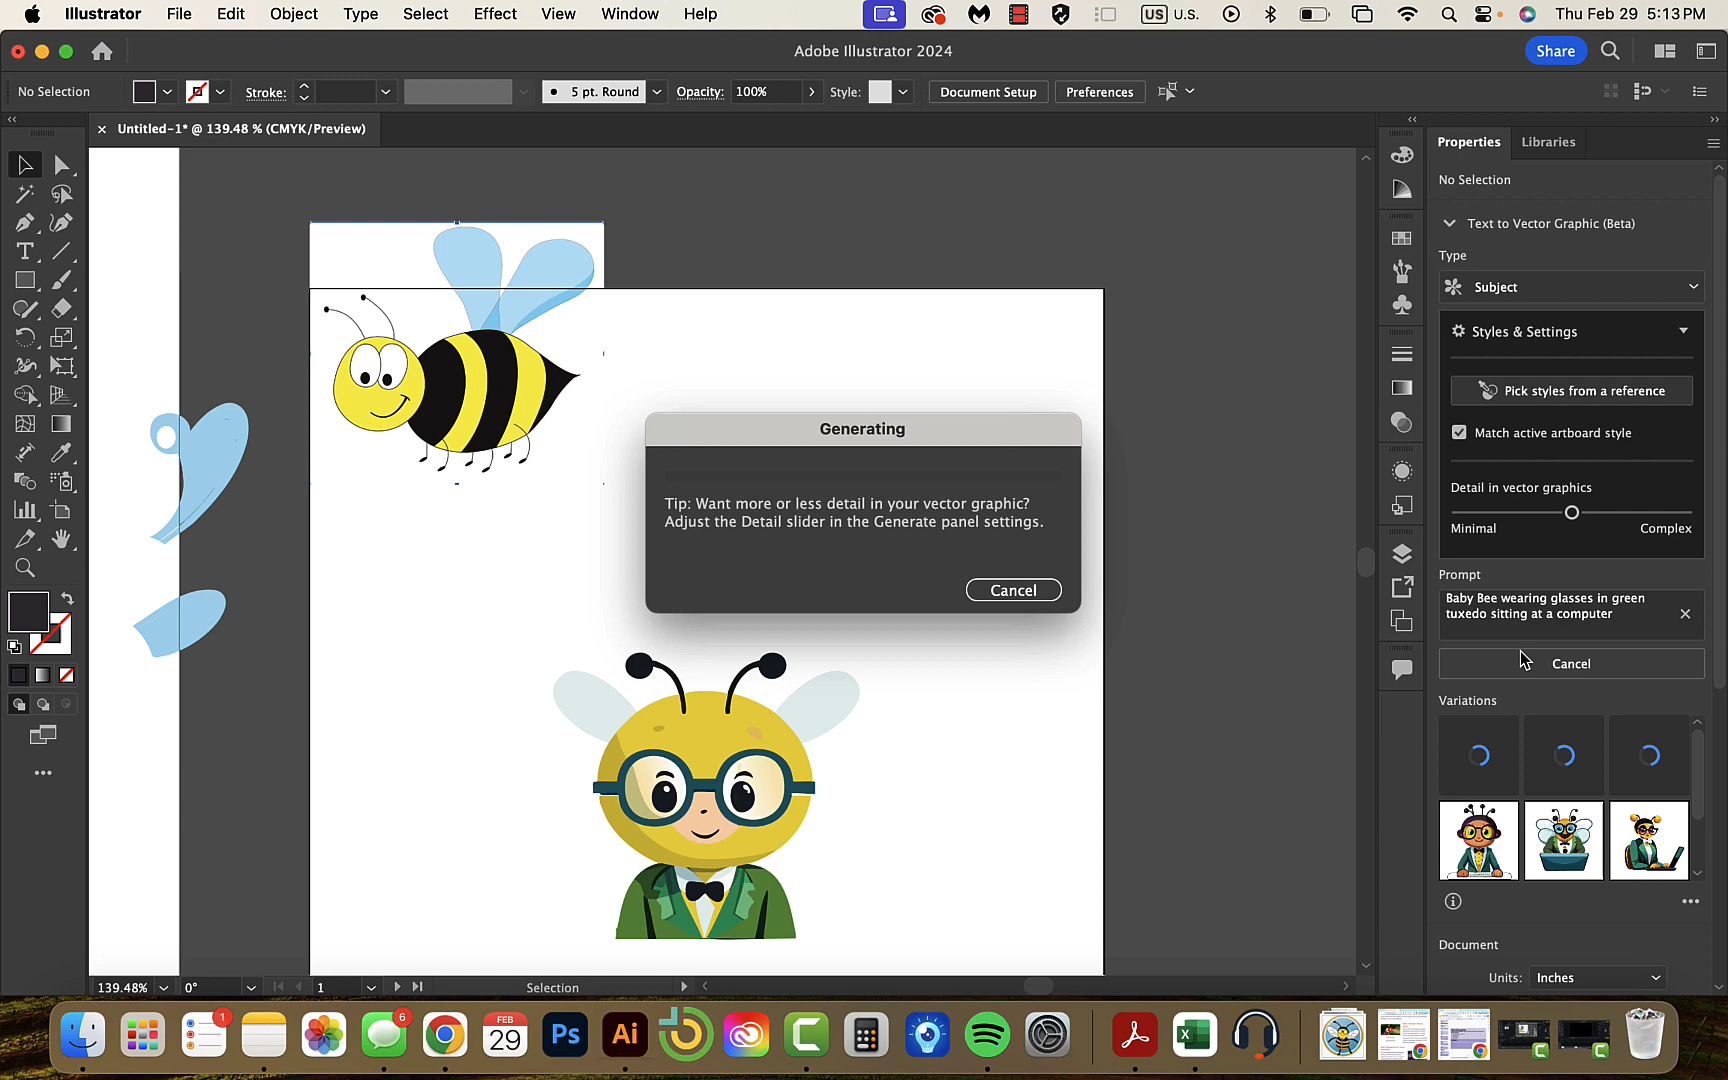 Illustrator File Edit Object Type Select Effect View Window Help
US U.S. Thu Feb 29 5:13 PM
Adobe Illustrator 2024
Share
No Selection
Stroke:
5 pt. Round
Opacity: 100%
Style:
Document Setup
Preferences
Untitled-1* @ 139.48 % (CMYK/Preview)
Properties
Libraries
No Selection
Text to Vector Graphic (Beta)
Type
Subject
Styles & Settings
Pick styles from a reference
Match active artboard style
Detail in vector graphics
Minimal Complex
Prompt
Baby Bee wearing glasses in green
tuxedo sitting at a computer
Cancel
Variations
Document
Units: Inches
Generating
Tip: Want more or less detail in your vector graphic?
Adjust the Detail slider in the Generate panel settings.
Cancel
139.48% 0° 1 Selection
1
6
FEB
29
Ps
Ai